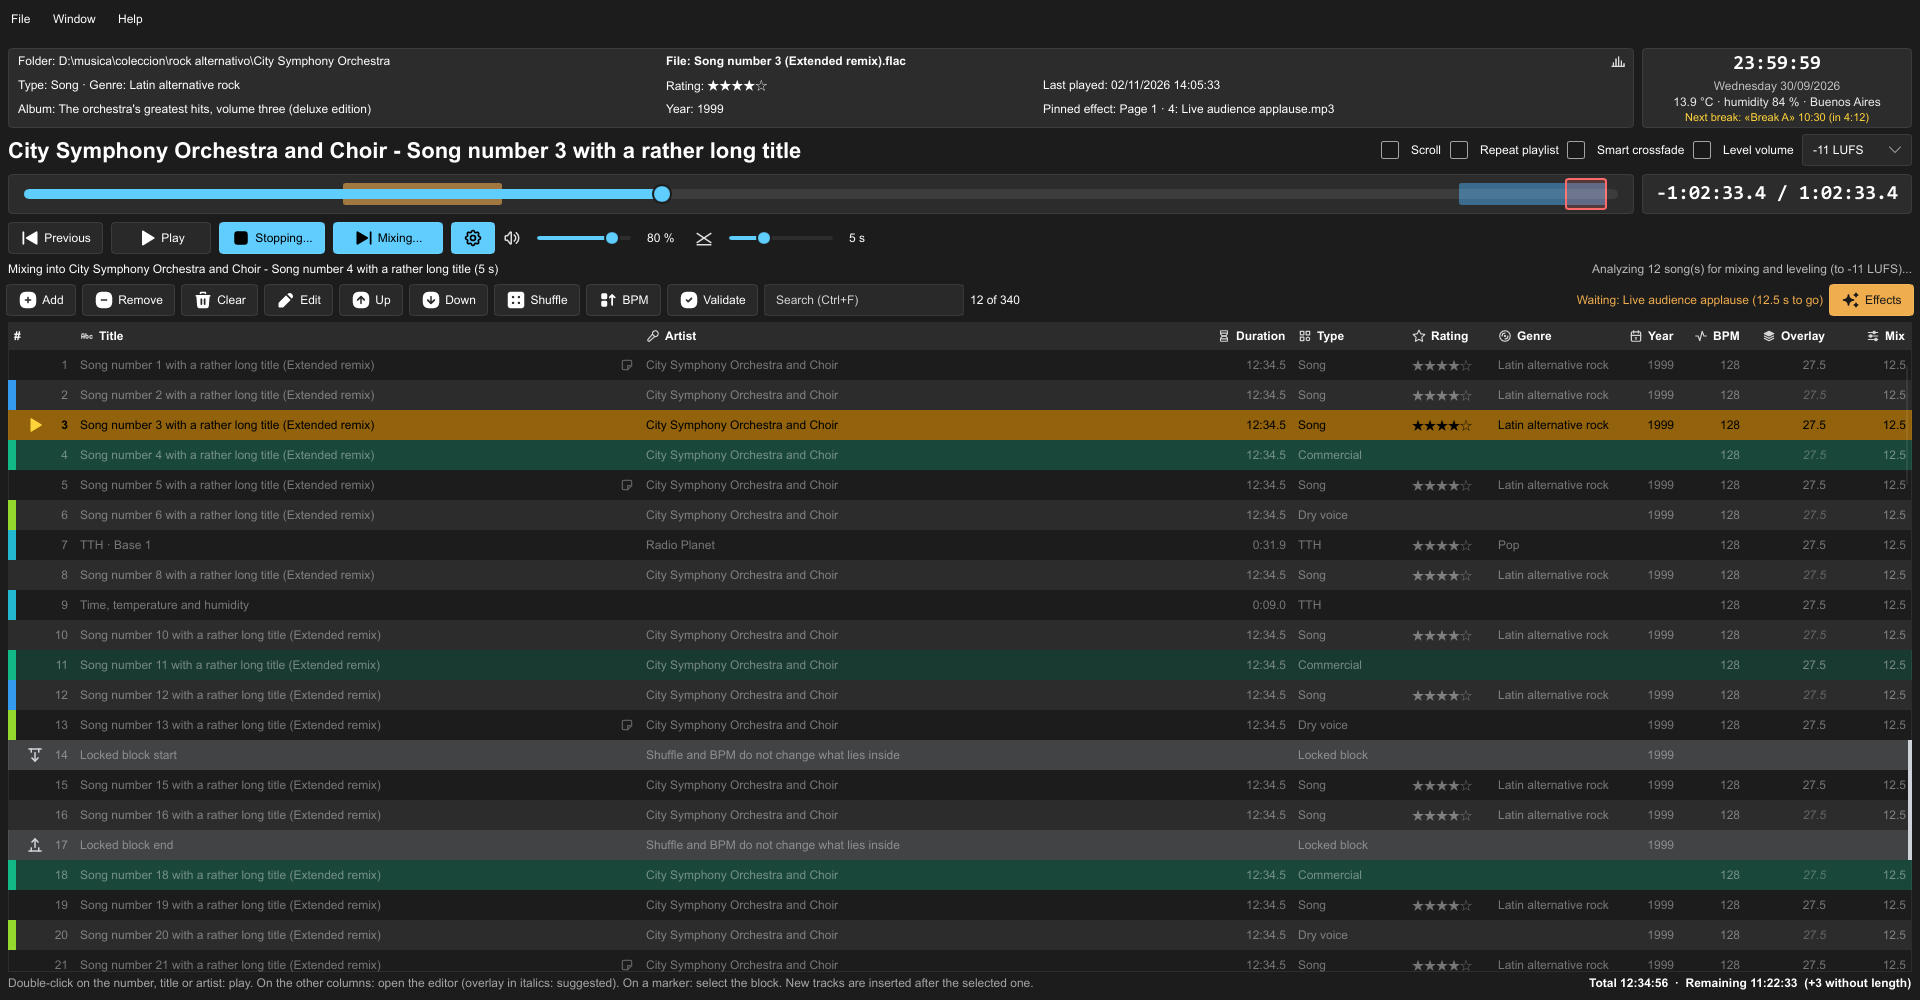 File Window Help
Folder: D:\musica\coleccion\rock alternativo\City Symphony Orchestra
File: Song number 3 (Extended remix).flac
Type: Song · Genre: Latin alternative rock
Rating: ★★★★☆
Last played: 02/11/2026 14:05:33
Album: The orchestra's greatest hits, volume three (deluxe edition)
Year: 1999
Pinned effect: Page 1 · 4: Live audience applause.mp3
23:59:59
Wednesday 30/09/2026
13.9 °C · humidity 84 % · Buenos Aires
Next break: «Break A» 10:30 (in 4:12)
City Symphony Orchestra and Choir - Song number 3 with a rather long title
Scroll Repeat playlist Smart crossfade Level volume -11 LUFS
-1:02:33.4 / 1:02:33.4
Previous Play Stopping... Mixing... 80 % 5 s
Mixing into City Symphony Orchestra and Choir - Song number 4 with a rather long title (5 s)
Analyzing 12 song(s) for mixing and leveling (to -11 LUFS)...
Add Remove Clear Edit Up Down Shuffle BPM Validate Search (Ctrl+F) 12 of 340
Waiting: Live audience applause (12.5 s to go) Effects
# Abc Title Artist Duration Type Rating Genre Year BPM Overlay Mix
1 Song number 1 with a rather long title (Extended remix) City Symphony Orchestra and Choir 12:34.5 Song ★★★★☆ Latin alternative rock 1999 128 27.5 12.5
2 Song number 2 with a rather long title (Extended remix) City Symphony Orchestra and Choir 12:34.5 Song ★★★★☆ Latin alternative rock 1999 128 27.5 12.5
3 Song number 3 with a rather long title (Extended remix) City Symphony Orchestra and Choir 12:34.5 Song ★★★★☆ Latin alternative rock 1999 128 27.5 12.5
4 Song number 4 with a rather long title (Extended remix) City Symphony Orchestra and Choir 12:34.5 Commercial 128 27.5 12.5
5 Song number 5 with a rather long title (Extended remix) City Symphony Orchestra and Choir 12:34.5 Song ★★★★☆ Latin alternative rock 1999 128 27.5 12.5
6 Song number 6 with a rather long title (Extended remix) City Symphony Orchestra and Choir 12:34.5 Dry voice 1999 128 27.5 12.5
7 TTH · Base 1 Radio Planet 0:31.9 TTH ★★★★☆ Pop 128 27.5 12.5
8 Song number 8 with a rather long title (Extended remix) City Symphony Orchestra and Choir 12:34.5 Song ★★★★☆ Latin alternative rock 1999 128 27.5 12.5
9 Time, temperature and humidity 0:09.0 TTH 128 27.5 12.5
10 Song number 10 with a rather long title (Extended remix) City Symphony Orchestra and Choir 12:34.5 Song ★★★★☆ Latin alternative rock 1999 128 27.5 12.5
11 Song number 11 with a rather long title (Extended remix) City Symphony Orchestra and Choir 12:34.5 Commercial 128 27.5 12.5
12 Song number 12 with a rather long title (Extended remix) City Symphony Orchestra and Choir 12:34.5 Song ★★★★☆ Latin alternative rock 1999 128 27.5 12.5
13 Song number 13 with a rather long title (Extended remix) City Symphony Orchestra and Choir 12:34.5 Dry voice 1999 128 27.5 12.5
14 Locked block start Shuffle and BPM do not change what lies inside Locked block 1999
15 Song number 15 with a rather long title (Extended remix) City Symphony Orchestra and Choir 12:34.5 Song ★★★★☆ Latin alternative rock 1999 128 27.5 12.5
16 Song number 16 with a rather long title (Extended remix) City Symphony Orchestra and Choir 12:34.5 Song ★★★★☆ Latin alternative rock 1999 128 27.5 12.5
17 Locked block end Shuffle and BPM do not change what lies inside Locked block 1999
18 Song number 18 with a rather long title (Extended remix) City Symphony Orchestra and Choir 12:34.5 Commercial 128 27.5 12.5
19 Song number 19 with a rather long title (Extended remix) City Symphony Orchestra and Choir 12:34.5 Song ★★★★☆ Latin alternative rock 1999 128 27.5 12.5
20 Song number 20 with a rather long title (Extended remix) City Symphony Orchestra and Choir 12:34.5 Dry voice 1999 128 27.5 12.5
21 Song number 21 with a rather long title (Extended remix) City Symphony Orchestra and Choir 12:34.5 Song ★★★★☆ Latin alternative rock 1999 128 27.5 12.5
Double-click on the number, title or artist: play. On the other columns: open the editor (overlay in italics: suggested). On a marker: select the block. New tracks are inserted after the selected one.
Total 12:34:56 · Remaining 11:22:33 (+3 without length)